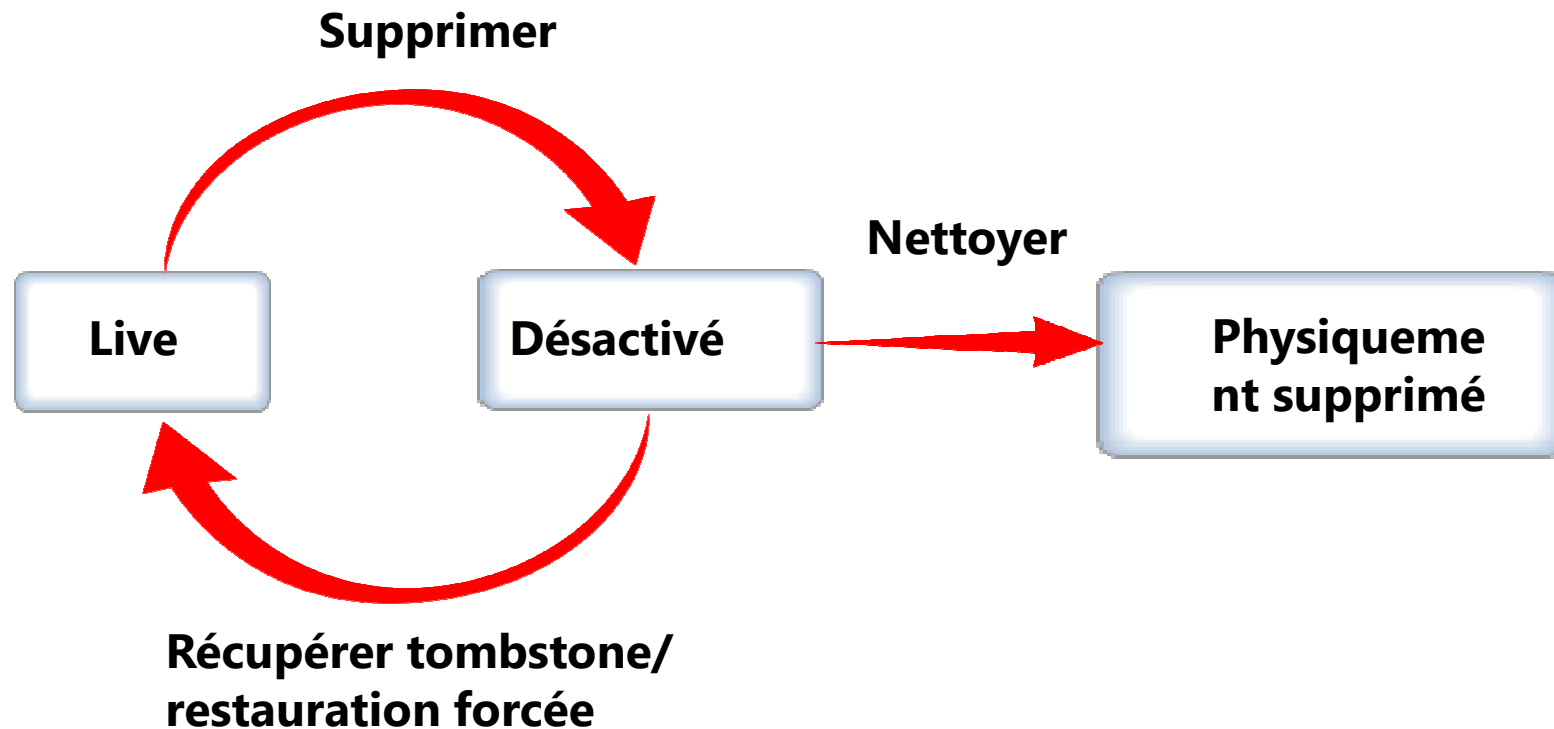 Supprimer
Nettoyer
Live
Désactivé
Physiqueme
nt supprimé
Récupérer tombstone/
restauration forcée